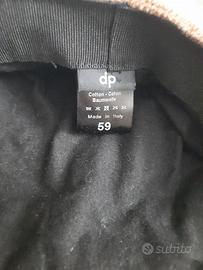 dp
Cotton - Coton
Baumwolle
Made in Italy
59
subito